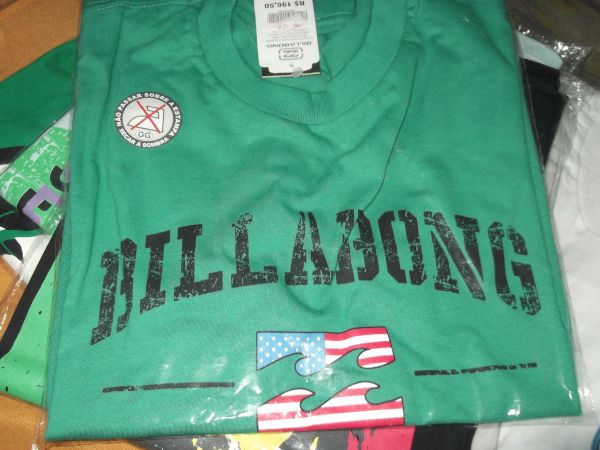 R$ 196,50
BILLABONG
NÃO PASSAR SOBRE A ESTAMPA
GG
SECAR À SOMBRA
BILLABONG